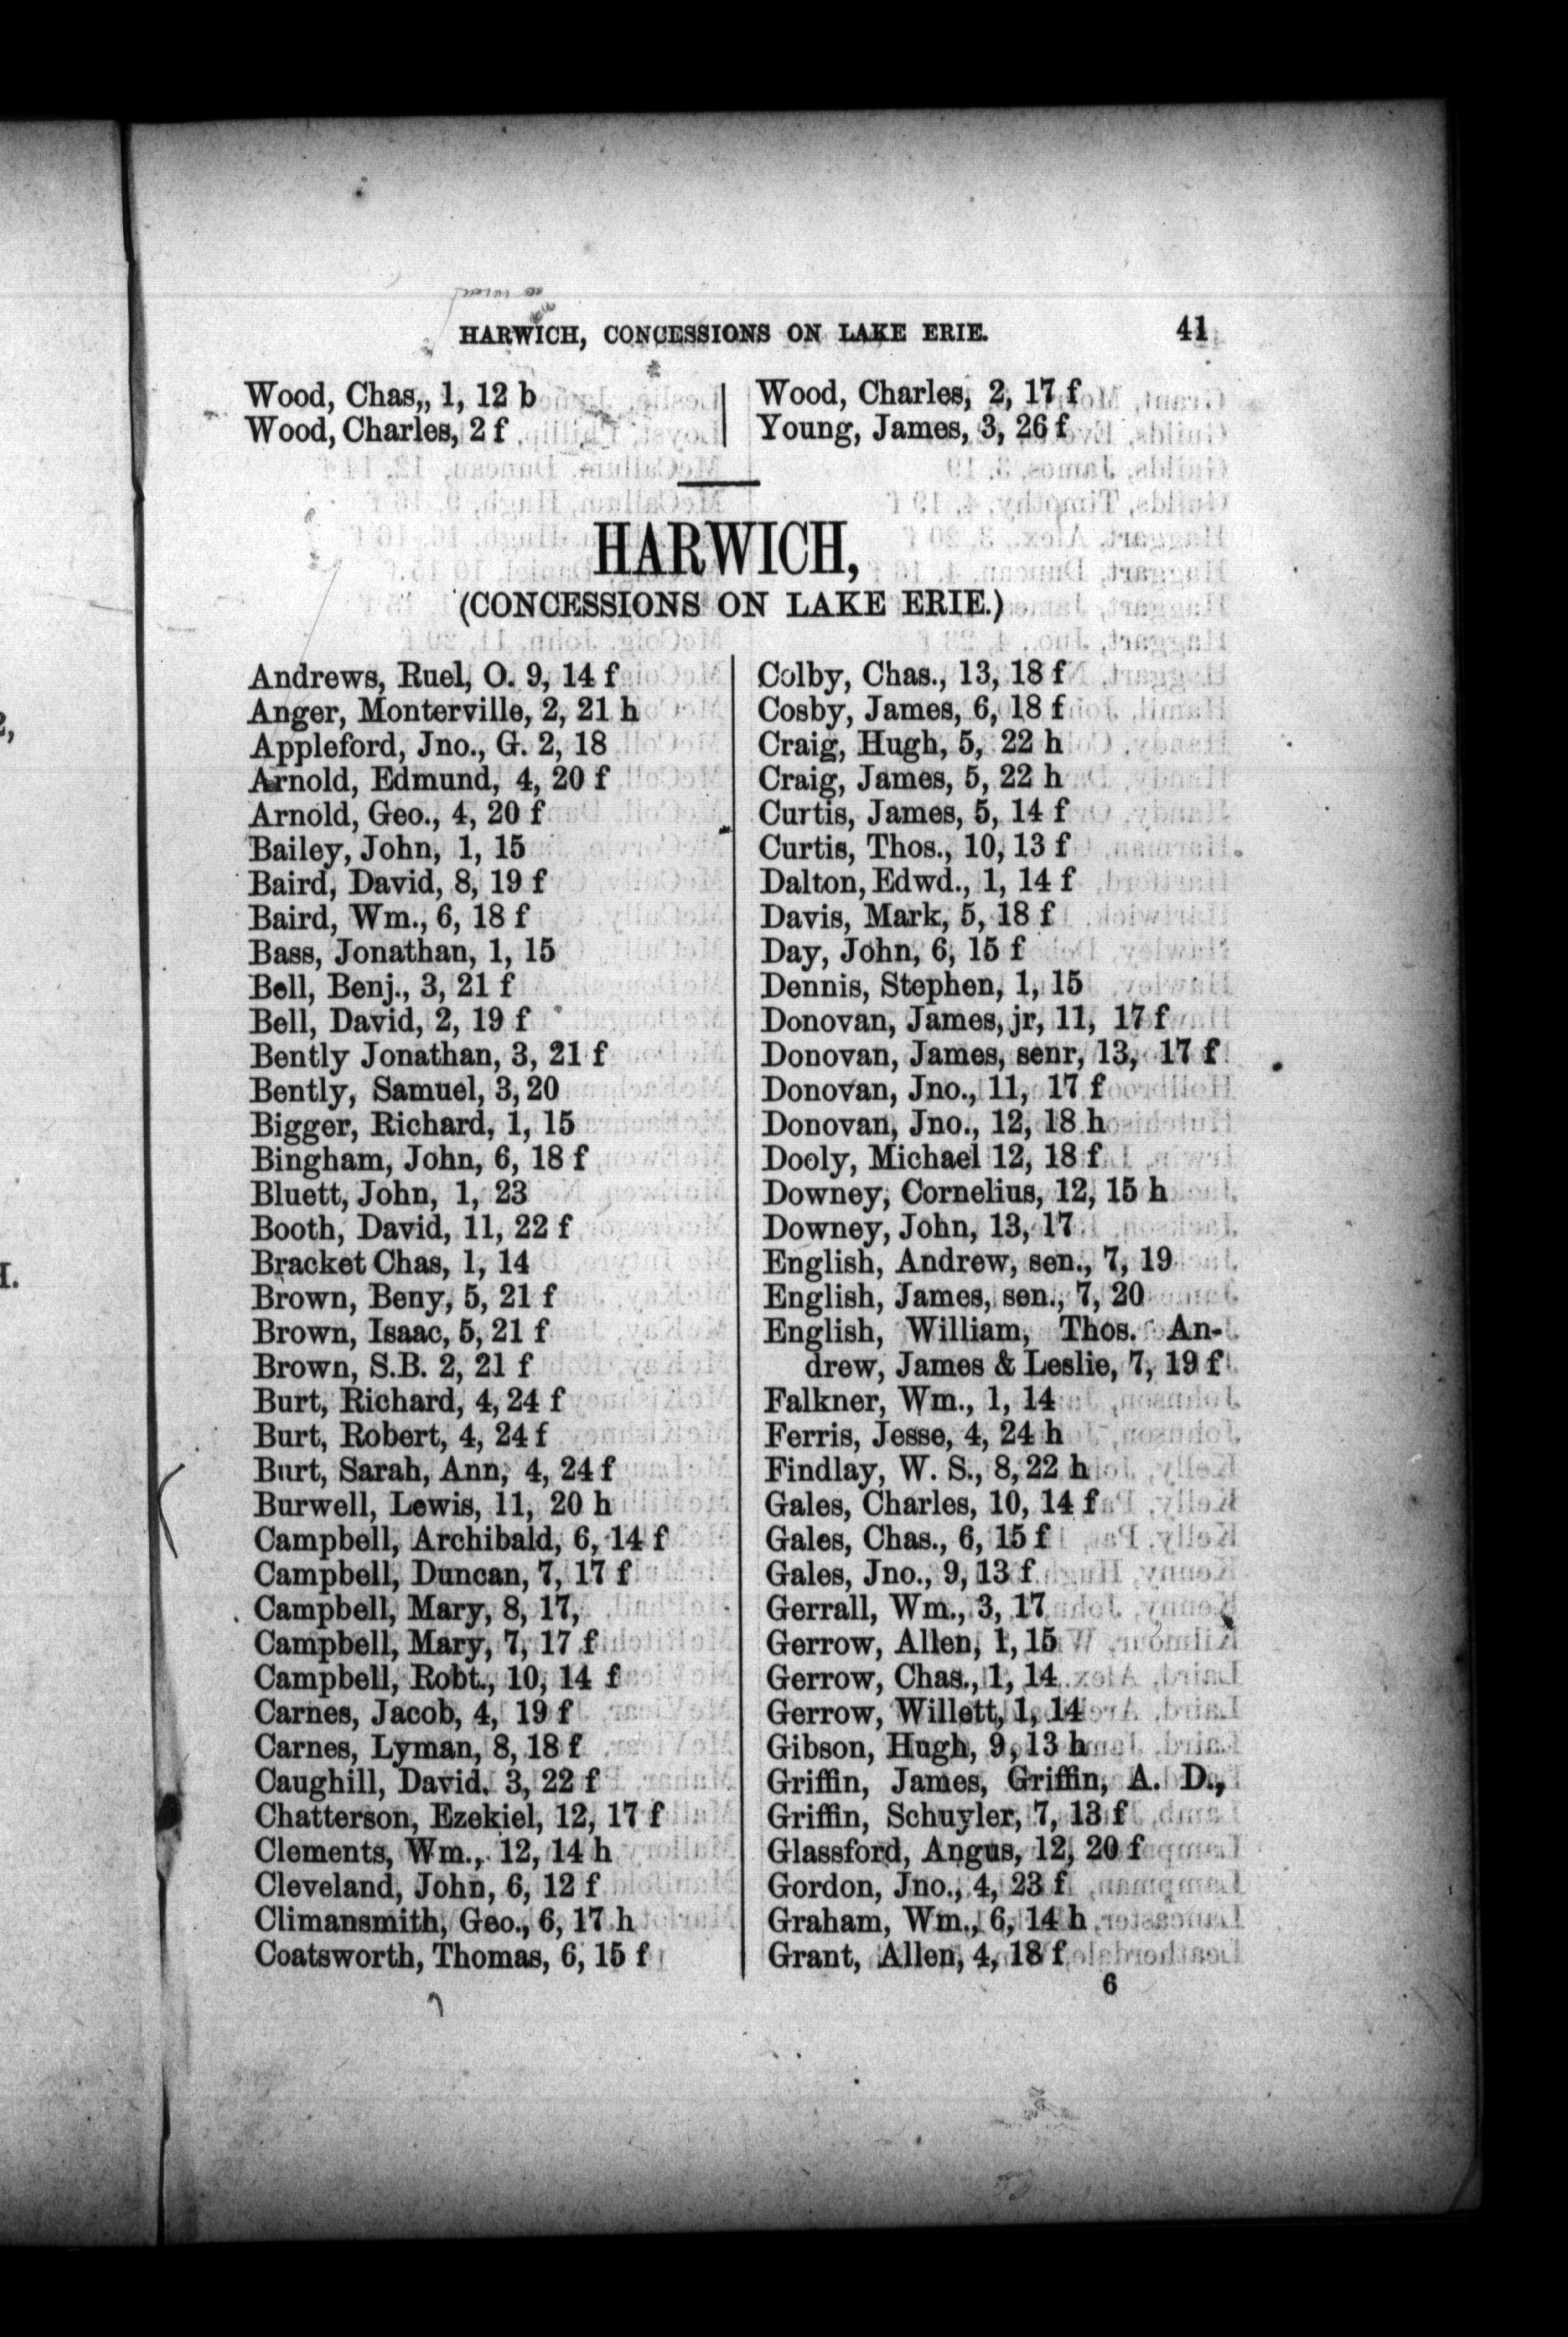 HARWICH, CONCESSIONS ON LAKE ERIE. 41
Wood, Chas,, 1, 12 b
Wood, Charles, 2 f
Wood, Charles, 2, 17 f
Young, James, 3, 26 f
HARWICH,
(CONCESSIONS ON LAKE ERIE.)
Andrews, Ruel, O. 9, 14 f
Anger, Monterville, 2, 21 h
Appleford, Jno., G. 2, 18
Arnold, Edmund, 4, 20 f
Arnold, Geo., 4, 20 f
Bailey, John, 1, 15
Baird, David, 8, 19 f
Baird, Wm., 6, 18 f
Bass, Jonathan, 1, 15
Bell, Benj., 3, 21 f
Bell, David, 2, 19 f
Bently Jonathan, 3, 21 f
Bently, Samuel, 3, 20
Bigger, Richard, 1, 15
Bingham, John, 6, 18 f
Bluett, John, 1, 23
Booth, David, 11, 22 f
Bracket Chas, 1, 14
Brown, Beny, 5, 21 f
Brown, Isaac, 5, 21 f
Brown, S.B. 2, 21 f
Burt, Richard, 4, 24 f
Burt, Robert, 4, 24 f
Burt, Sarah, Ann, 4, 24 f
Burwell, Lewis, 11, 20 h
Campbell, Archibald, 6, 14 f
Campbell, Duncan, 7, 17 f
Campbell, Mary, 8, 17,
Campbell, Mary, 7, 17 f
Campbell, Robt., 10, 14 f
Carnes, Jacob, 4, 19 f
Carnes, Lyman, 8, 18 f
Caughill, David. 3, 22 f
Chatterson, Ezekiel, 12, 17 f
Clements, Wm., 12, 14 h
Cleveland, John, 6, 12 f
Climansmith, Geo., 6, 17 h
Coatsworth, Thomas, 6, 15 f
Colby, Chas., 13, 18 f
Cosby, James, 6, 18 f
Craig, Hugh, 5, 22 h
Craig, James, 5, 22 h
Curtis, James, 5, 14 f
Curtis, Thos., 10, 13 f
Dalton, Edwd., 1, 14 f
Davis, Mark, 5, 18 f
Day, John, 6, 15 f
Dennis, Stephen, 1, 15
Donovan, James, jr, 11, 17 f
Donovan, James, senr, 13, 17 f
Donovan, Jno., 11, 17 f
Donovan, Jno., 12, 18 h
Dooly, Michael 12, 18 f
Downey, Cornelius, 12, 15 h
Downey, John, 13, 17
English, Andrew, sen., 7, 19
English, James, sen., 7, 20
English, William, Thos. An-
drew, James & Leslie, 7, 19 f
Falkner, Wm., 1, 14
Ferris, Jesse, 4, 24 h
Findlay, W. S., 8, 22 h
Gales, Charles, 10, 14 f
Gales, Chas., 6, 15 f
Gales, Jno., 9, 13 f
Gerrall, Wm., 3, 17
Gerrow, Allen, 1, 15
Gerrow, Chas., 1, 14
Gerrow, Willett, 1, 14
Gibson, Hugh, 9, 13 h
Griffin, James, Griffin, A. D.,
Griffin, Schuyler, 7, 13 f
Glassford, Angus, 12, 20 f
Gordon, Jno., 4, 23 f
Graham, Wm., 6, 14 h
Grant, Allen, 4, 18 f
6